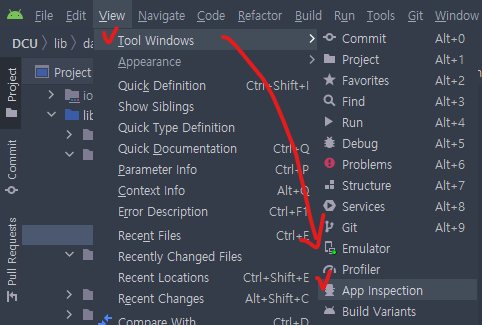 File Edit View Navigate Code Refactor Build Run Tools Git Window
DCU lib da
Project
Project
Commit
Pull Requests
io
lib
Tool Windows
Appearance
Quick Definition Ctrl+Shift+I
Show Siblings
Quick Type Definition
Quick Documentation Ctrl+Q
Parameter Info Ctrl+P
Context Info Alt+Q
Error Description Ctrl+F1
Recent Files Ctrl+E
Recently Changed Files
Recent Locations Ctrl+Shift+E
Recent Changes Alt+Shift+C
Compare With Ctrl+D
Commit Alt+0
Project Alt+1
Favorites Alt+2
Find Alt+3
Run Alt+4
Debug Alt+5
Problems Alt+6
Structure Alt+7
Services Alt+8
Git Alt+9
Emulator
Profiler
App Inspection
Build Variants